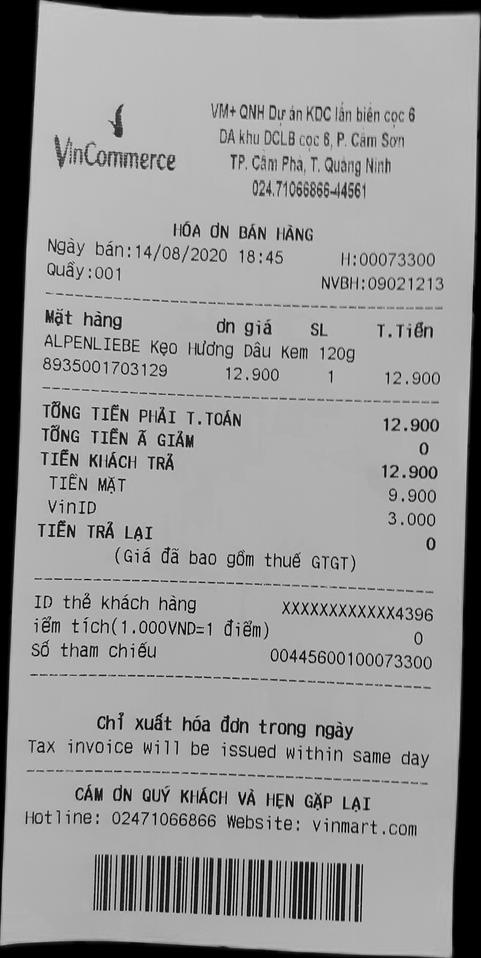 VinCommerce
VM+ QNH Dự án KDC lấn biển cọc 6
DA khu DCLB cọc 6, P. Cẩm Sơn
TP. Cẩm Phả, T. Quảng Ninh
024.71066866-44561
HÓA ƠN BÁN HÀNG
Ngày bán:14/08/2020 18:45 H:00073300
Quầy:001 NVBH:09021213
Mặt hàng ơn giá SL T.Tiền
ALPENLIEBE Kẹo Hương Dâu Kem 120g
8935001703129 12.900 1 12.900
TỔNG TIỀN PHẢI T.TOÁN 12.900
TỔNG TIỀN Ã GIẢM 0
TIỀN KHÁCH TRẢ 12.900
TIỀN MẶT 9.900
VinID 3.000
TIỀN TRẢ LẠI 0
(Giá đã bao gồm thuế GTGT)
ID thẻ khách hàng XXXXXXXXXXXX4396
iểm tích(1.000VND=1 điểm) 0
Số tham chiếu 00445600100073300
Chỉ xuất hóa đơn trong ngày
Tax invoice will be issued within same day
CẢM ƠN QUÝ KHÁCH VÀ HẸN GẶP LẠI
Hotline: 02471066866 Website: vinmart.com